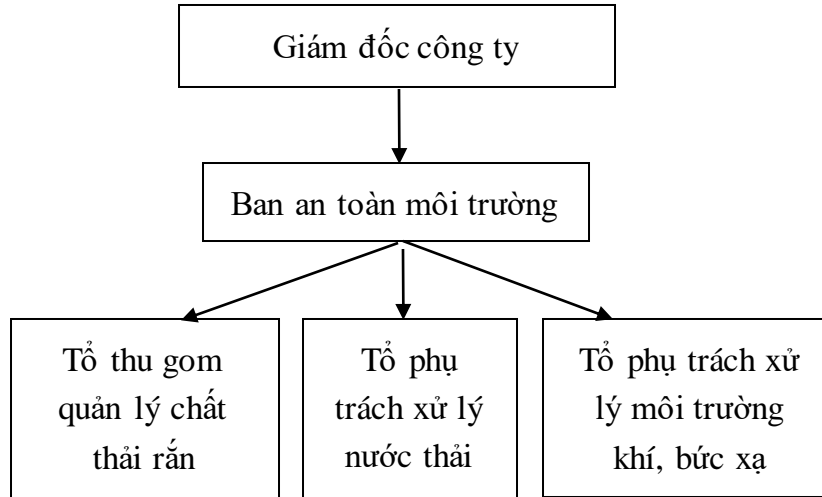 Giám đốc công ty
Ban an toàn môi trường
Tổ thu gom
quản lý chất
thải rắn
Tổ phụ
trách xử lý
nước thải
Tổ phụ trách xử
lý môi trường
khí, bức xạ